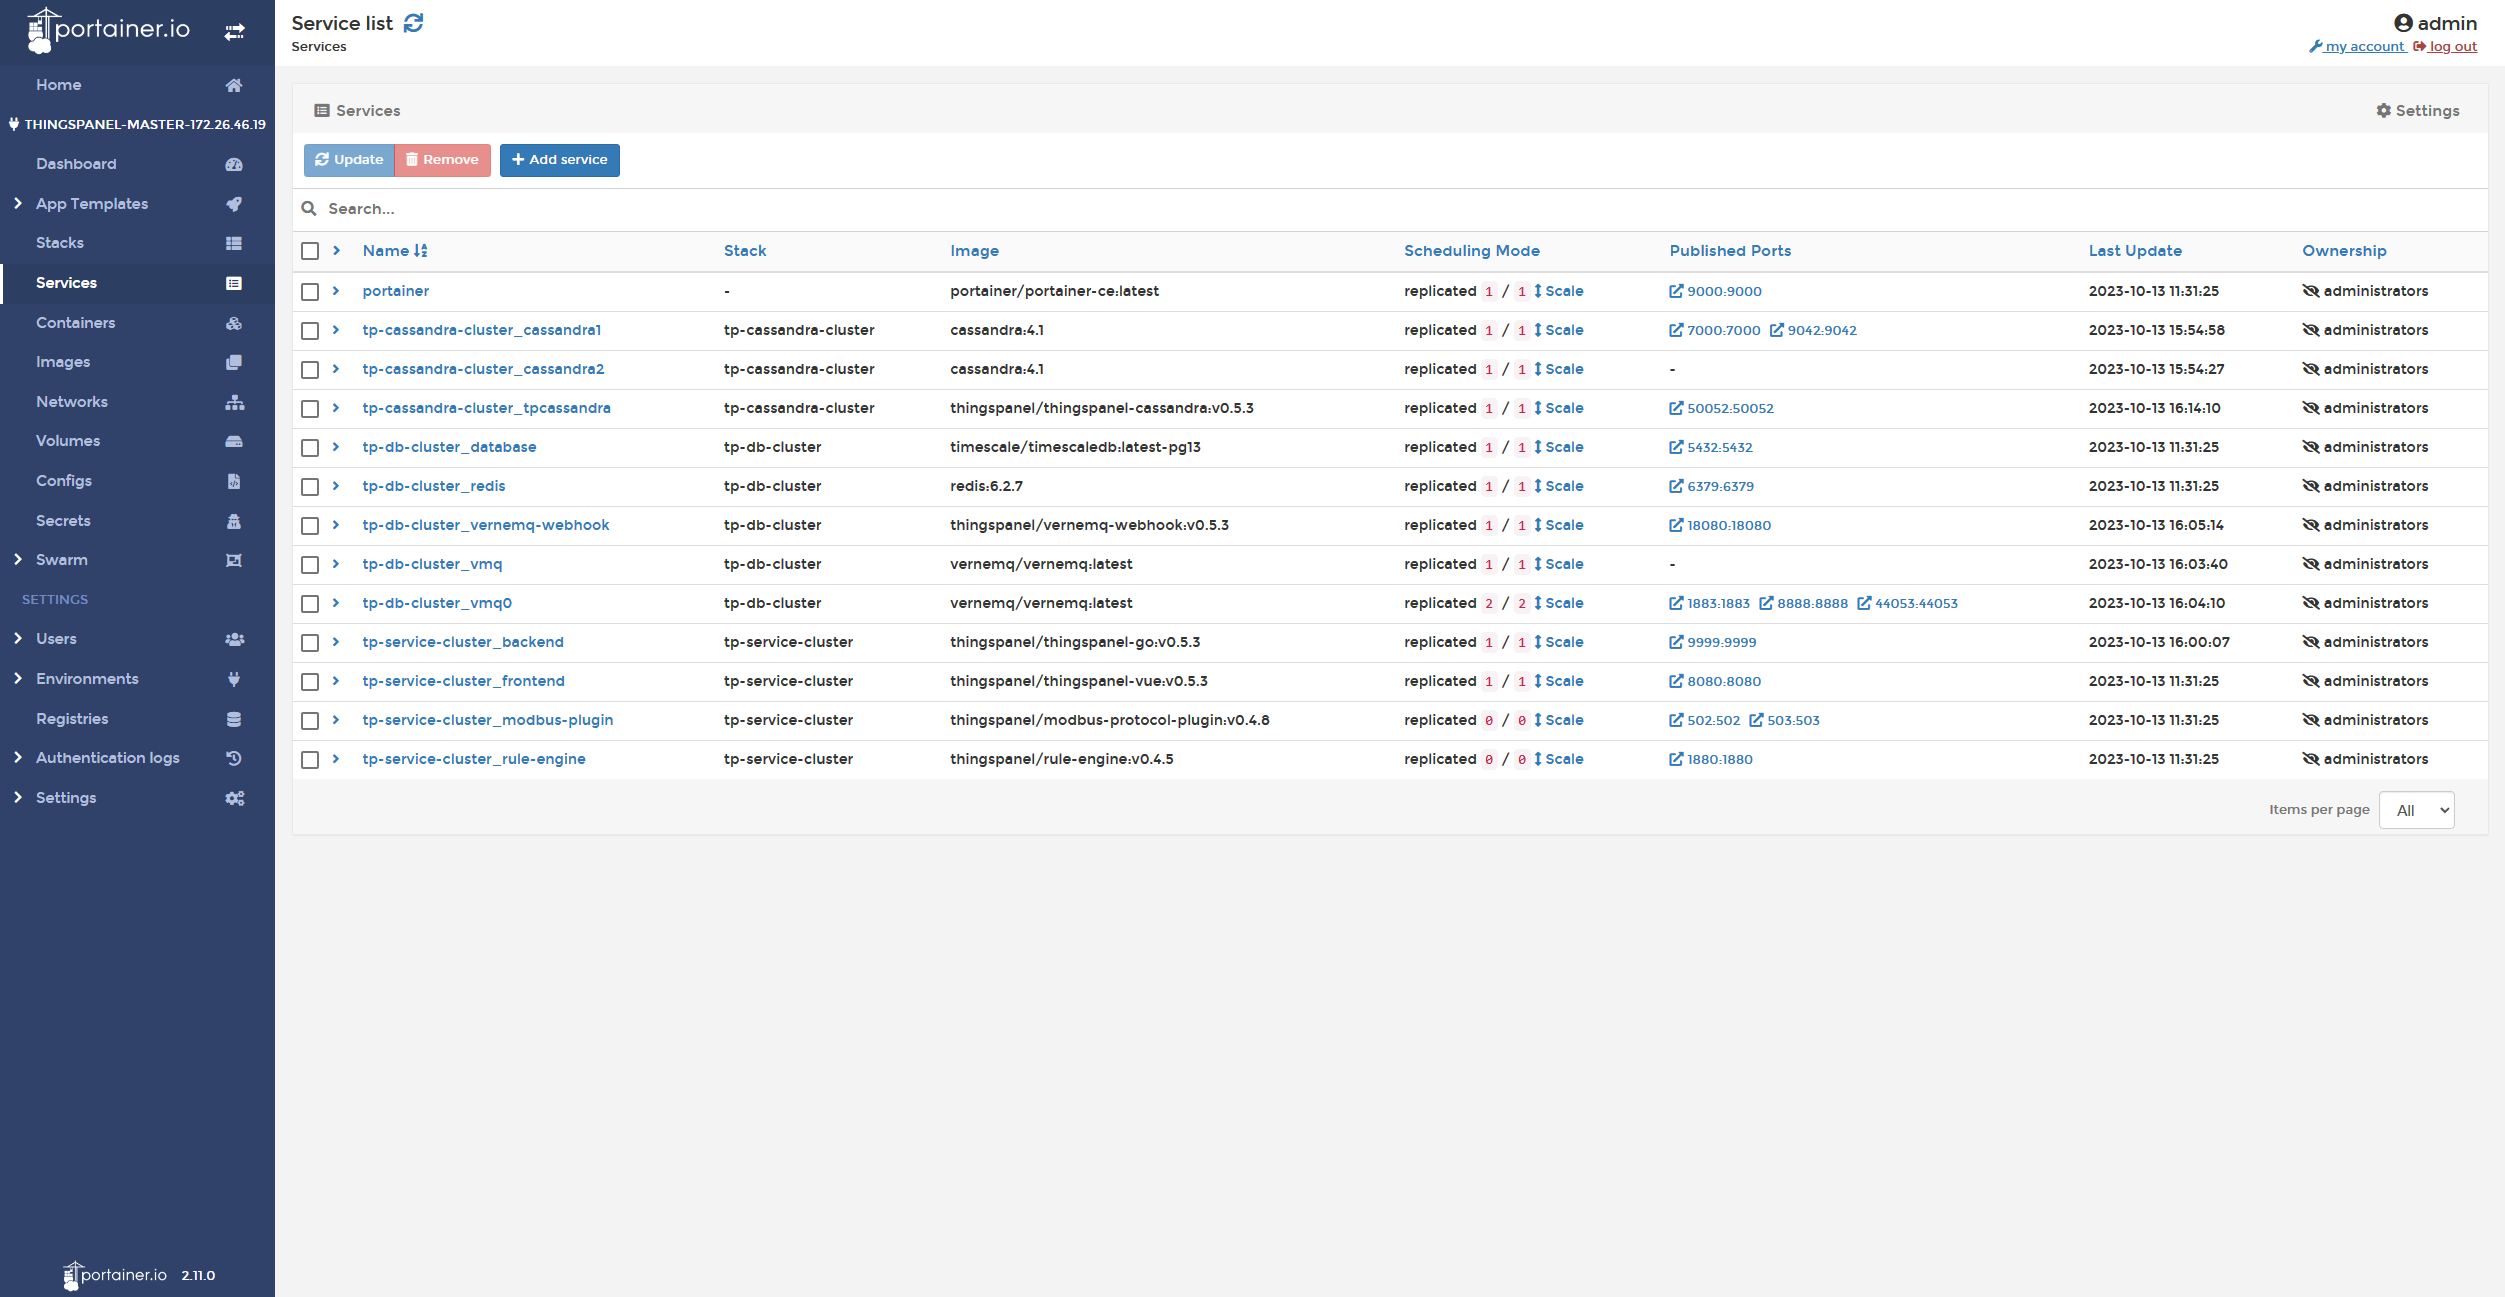 portainer.io
Home
THINGSPANEL-MASTER-172.26.46.19
Dashboard
App Templates
Stacks
Services
Containers
Images
Networks
Volumes
Configs
Secrets
Swarm
SETTINGS
Users
Environments
Registries
Authentication logs
Settings
portainer.io 2.11.0
Service list
Services
admin
my account log out
Services Settings
Update Remove Add service
Search...
Name Stack Image Scheduling Mode Published Ports Last Update Ownership
portainer - portainer/portainer-ce:latest replicated 1 / 1 Scale 9000:9000 2023-10-13 11:31:25 administrators
tp-cassandra-cluster_cassandra1 tp-cassandra-cluster cassandra:4.1 replicated 1 / 1 Scale 7000:7000 9042:9042 2023-10-13 15:54:58 administrators
tp-cassandra-cluster_cassandra2 tp-cassandra-cluster cassandra:4.1 replicated 1 / 1 Scale - 2023-10-13 15:54:27 administrators
tp-cassandra-cluster_tpcassandra tp-cassandra-cluster thingspanel/thingspanel-cassandra:v0.5.3 replicated 1 / 1 Scale 50052:50052 2023-10-13 16:14:10 administrators
tp-db-cluster_database tp-db-cluster timescale/timescaledb:latest-pg13 replicated 1 / 1 Scale 5432:5432 2023-10-13 11:31:25 administrators
tp-db-cluster_redis tp-db-cluster redis:6.2.7 replicated 1 / 1 Scale 6379:6379 2023-10-13 11:31:25 administrators
tp-db-cluster_vernemq-webhook tp-db-cluster thingspanel/vernemq-webhook:v0.5.3 replicated 1 / 1 Scale 18080:18080 2023-10-13 16:05:14 administrators
tp-db-cluster_vmq tp-db-cluster vernemq/vernemq:latest replicated 1 / 1 Scale - 2023-10-13 16:03:40 administrators
tp-db-cluster_vmq0 tp-db-cluster vernemq/vernemq:latest replicated 2 / 2 Scale 1883:1883 8888:8888 44053:44053 2023-10-13 16:04:10 administrators
tp-service-cluster_backend tp-service-cluster thingspanel/thingspanel-go:v0.5.3 replicated 1 / 1 Scale 9999:9999 2023-10-13 16:00:07 administrators
tp-service-cluster_frontend tp-service-cluster thingspanel/thingspanel-vue:v0.5.3 replicated 1 / 1 Scale 8080:8080 2023-10-13 11:31:25 administrators
tp-service-cluster_modbus-plugin tp-service-cluster thingspanel/modbus-protocol-plugin:v0.4.8 replicated 0 / 0 Scale 502:502 503:503 2023-10-13 11:31:25 administrators
tp-service-cluster_rule-engine tp-service-cluster thingspanel/rule-engine:v0.4.5 replicated 0 / 0 Scale 1880:1880 2023-10-13 11:31:25 administrators
Items per page All